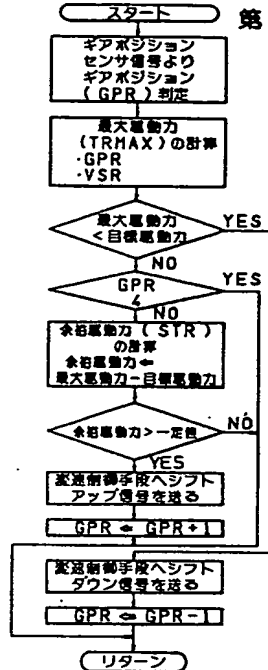 スタート
第
ギアポジション
センサ信号より
ギアポジション
(GPR)判定
最大駆動力
(TRMAX)の計算
・GPR
・VSR
最大駆動力
<目標駆動力
YES
NO
GPR
4
YES
NO
余裕駆動力(STR)
の計算
余裕駆動力⇐
最大駆動力-目標駆動力
余裕駆動力>一定値
NO
YES
変速制御手段へシフト
アップ信号を送る
GPR ⇐ GPR+1
変速制御手段へシフト
ダウン信号を送る
GPR ⇐ GPR-1
リターン